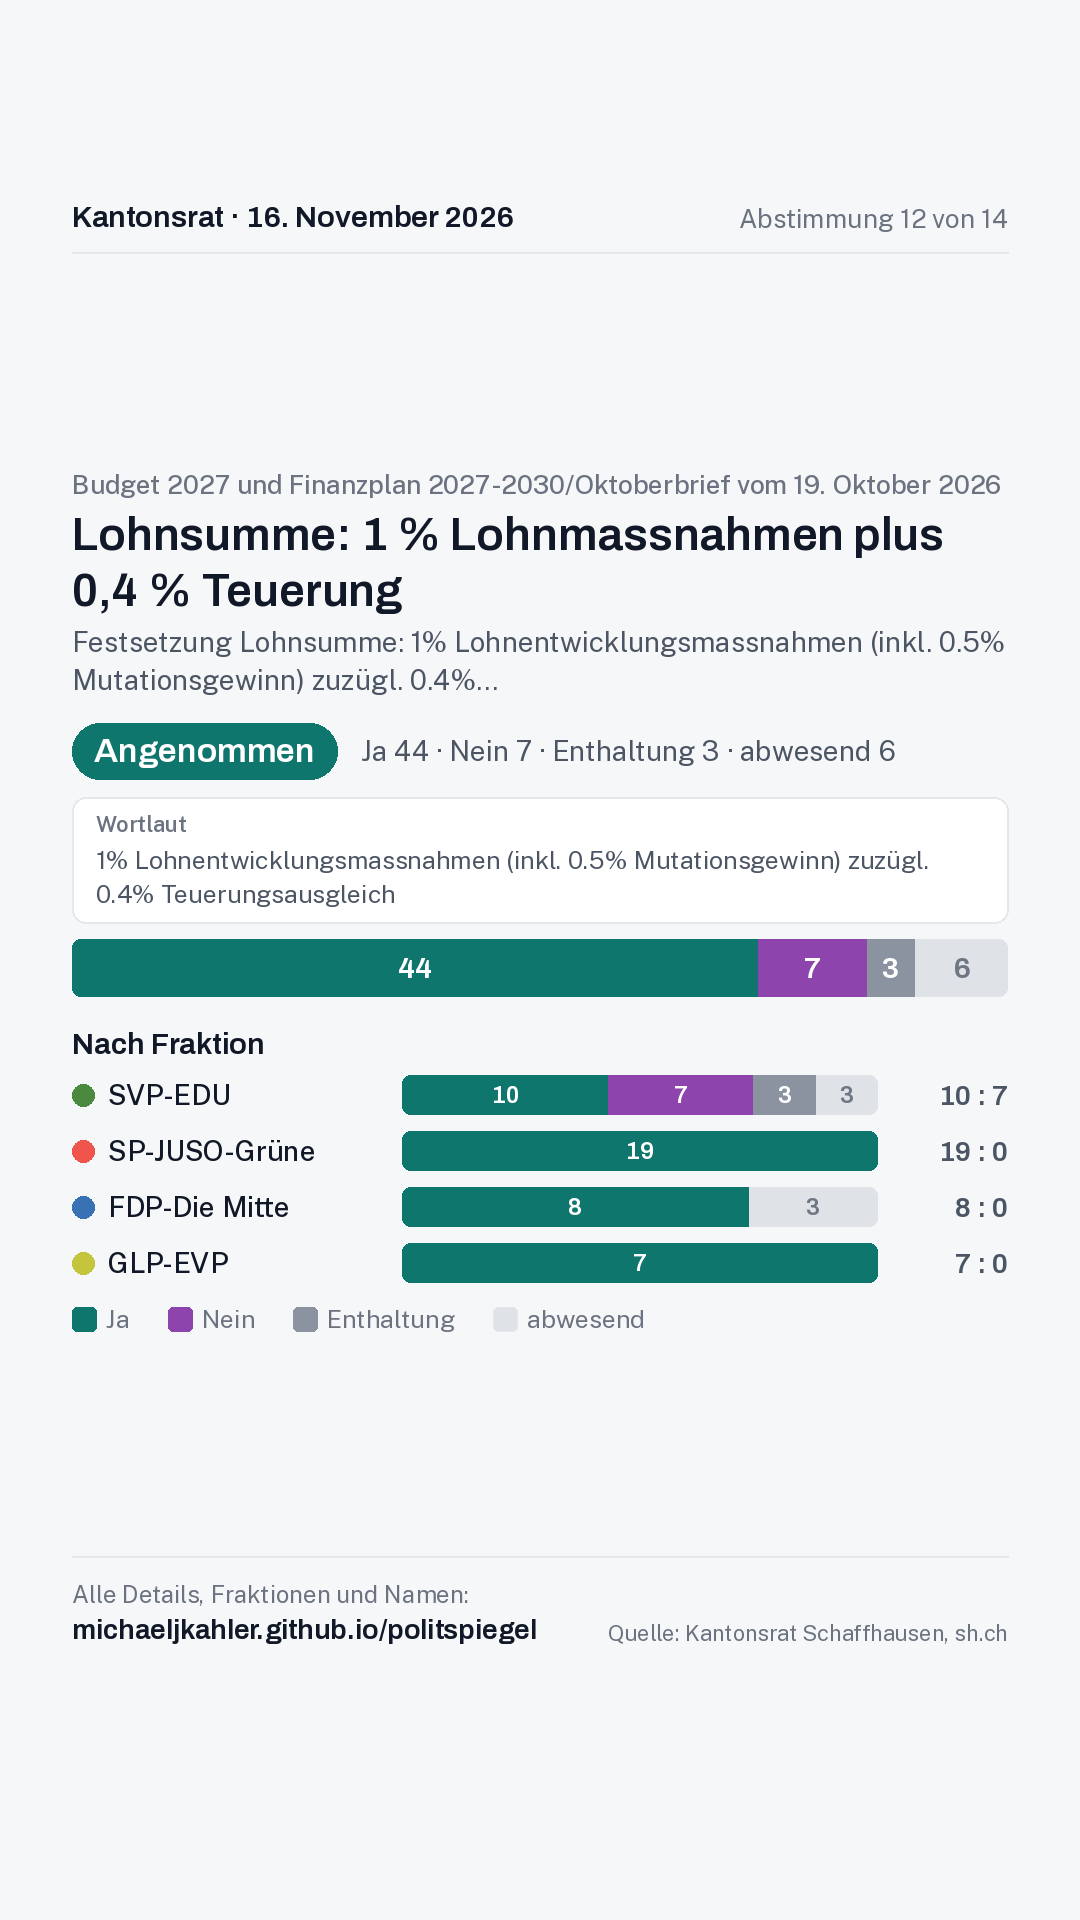 Kantonsrat · 16. November 2026
Abstimmung 12 von 14
Budget 2027 und Finanzplan 2027-2030/Oktoberbrief vom 19. Oktober 2026
Lohnsumme: 1 % Lohnmassnahmen plus
0,4 % Teuerung
Festsetzung Lohnsumme: 1% Lohnentwicklungsmassnahmen (inkl. 0.5%
Mutationsgewinn) zuzügl. 0.4%...
Angenommen
Ja 44 · Nein 7 · Enthaltung 3 · abwesend 6
Wortlaut
1% Lohnentwicklungsmassnahmen (inkl. 0.5% Mutationsgewinn) zuzügl.
0.4% Teuerungsausgleich
44 7 3 6
Nach Fraktion
SVP-EDU 10 7 3 3 10 : 7
SP-JUSO-Grüne 19 19 : 0
FDP-Die Mitte 8 3 8 : 0
GLP-EVP 7 7 : 0
Ja Nein Enthaltung abwesend
Alle Details, Fraktionen und Namen:
michaeljkahler.github.io/politspiegel
Quelle: Kantonsrat Schaffhausen, sh.ch